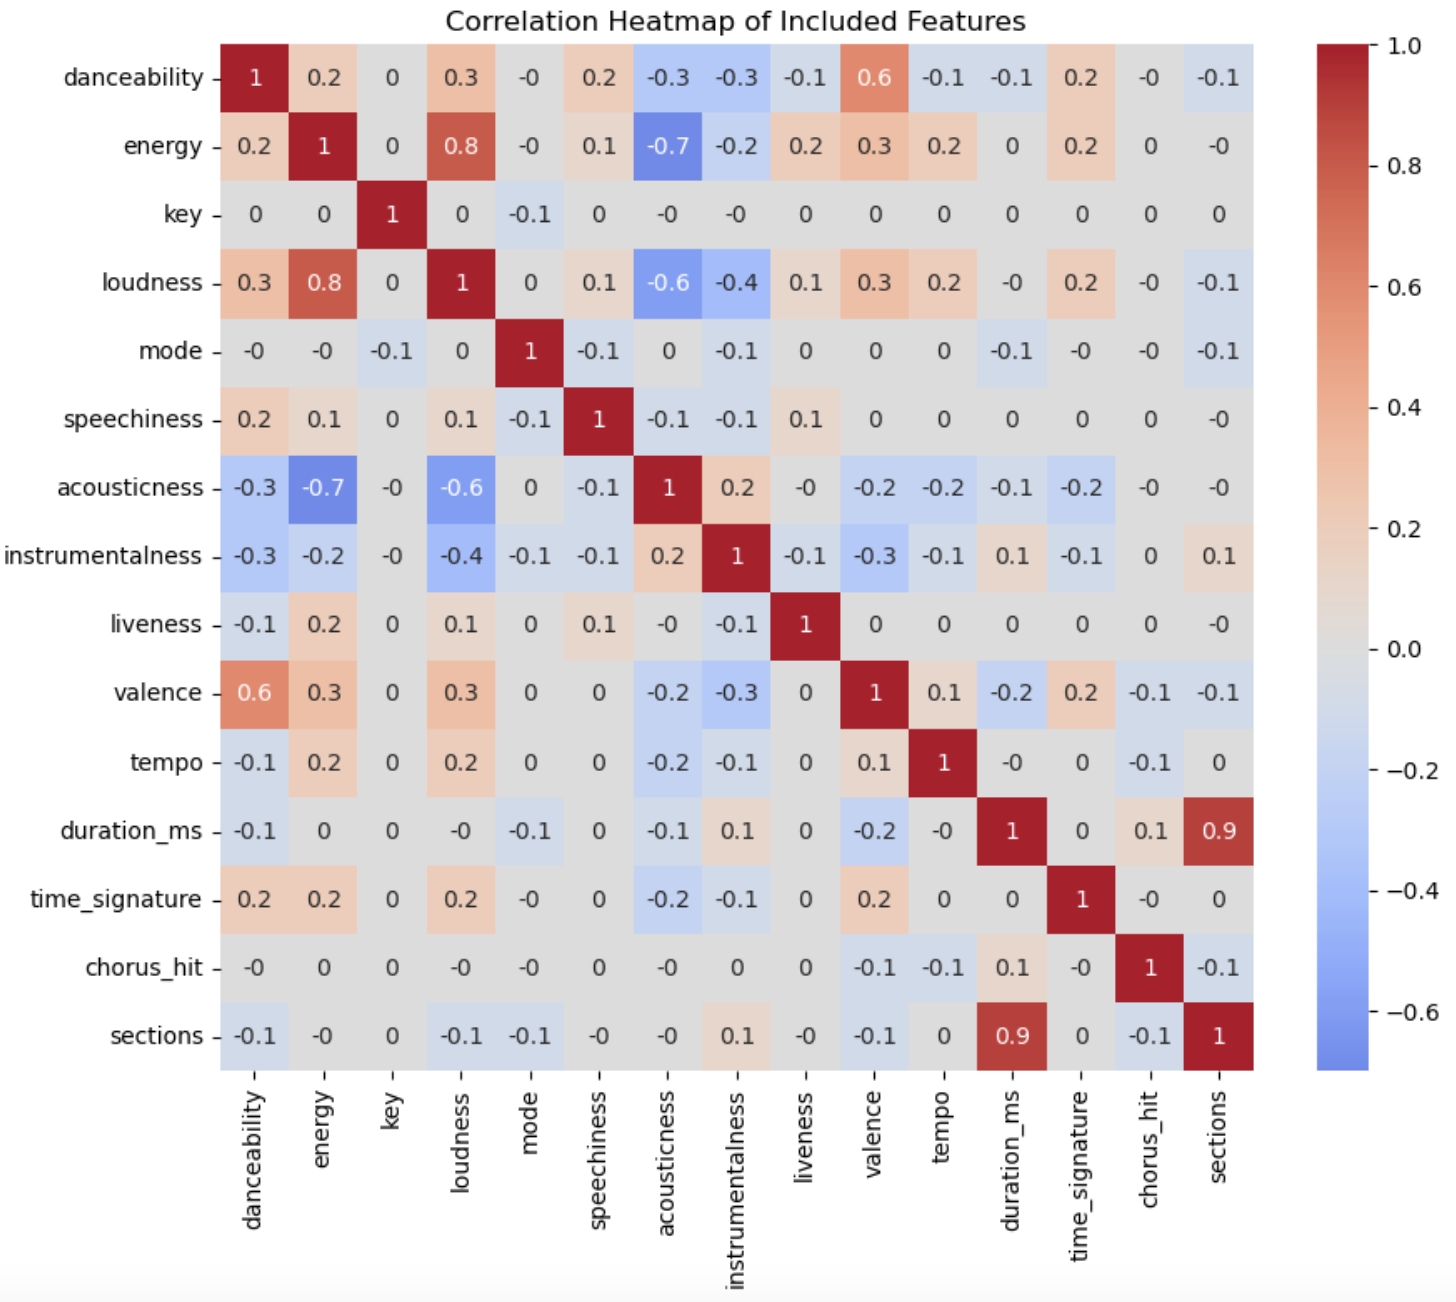 Correlation Heatmap of Included Features
danceability 1 0.2 0 0.3 -0 0.2 -0.3 -0.3 -0.1 0.6 -0.1 -0.1 0.2 -0 -0.1
energy 0.2 1 0 0.8 -0 0.1 -0.7 -0.2 0.2 0.3 0.2 0 0.2 0 -0
key 0 0 1 0 -0.1 0 -0 -0 0 0 0 0 0 0 0
loudness 0.3 0.8 0 1 0 0.1 -0.6 -0.4 0.1 0.3 0.2 -0 0.2 -0 -0.1
mode -0 -0 -0.1 0 1 -0.1 0 -0.1 0 0 0 -0.1 -0 -0 -0.1
speechiness 0.2 0.1 0 0.1 -0.1 1 -0.1 -0.1 0.1 0 0 0 0 0 -0
acousticness -0.3 -0.7 -0 -0.6 0 -0.1 1 0.2 -0 -0.2 -0.2 -0.1 -0.2 -0 -0
instrumentalness -0.3 -0.2 -0 -0.4 -0.1 -0.1 0.2 1 -0.1 -0.3 -0.1 0.1 -0.1 0 0.1
liveness -0.1 0.2 0 0.1 0 0.1 -0 -0.1 1 0 0 0 0 0 -0
valence 0.6 0.3 0 0.3 0 0 -0.2 -0.3 0 1 0.1 -0.2 0.2 -0.1 -0.1
tempo -0.1 0.2 0 0.2 0 0 -0.2 -0.1 0 0.1 1 -0 0 -0.1 0
duration_ms -0.1 0 0 -0 -0.1 0 -0.1 0.1 0 -0.2 -0 1 0 0.1 0.9
time_signature 0.2 0.2 0 0.2 -0 0 -0.2 -0.1 0 0.2 0 0 1 -0 0
chorus_hit -0 0 0 -0 -0 0 -0 0 0 -0.1 -0.1 0.1 -0 1 -0.1
sections -0.1 -0 0 -0.1 -0.1 -0 -0 0.1 -0 -0.1 0 0.9 0 -0.1 1
danceability
energy
key
loudness
mode
speechiness
acousticness
instrumentalness
liveness
valence
tempo
duration_ms
time_signature
chorus_hit
sections
1.0
0.8
0.6
0.4
0.2
0.0
−0.2
−0.4
−0.6